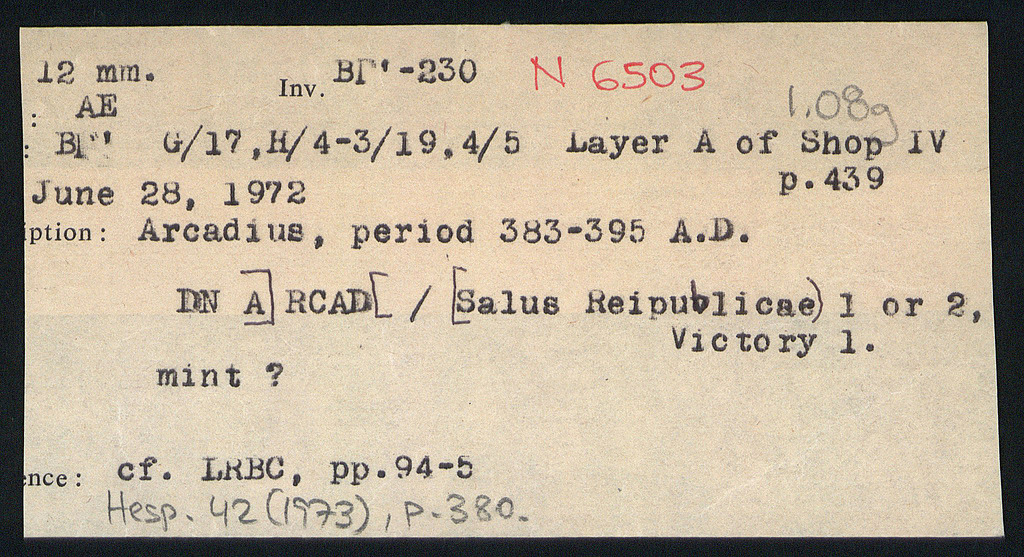 12 mm. Inv. BΓ"-230 N 6503
: AE 1.08g
: BΓ" G/17,H/4-3/19,4/5 Layer A of Shop IV
June 28, 1972 p.439
iption: Arcadius, period 383-395 A.D.
DN A]RCAD[ / [Salus Reipublicae) 1 or 2,
Victory 1.
mint ?
ence: cf. LRBC, pp.94-5
Hesp. 42 (1973), p.380.